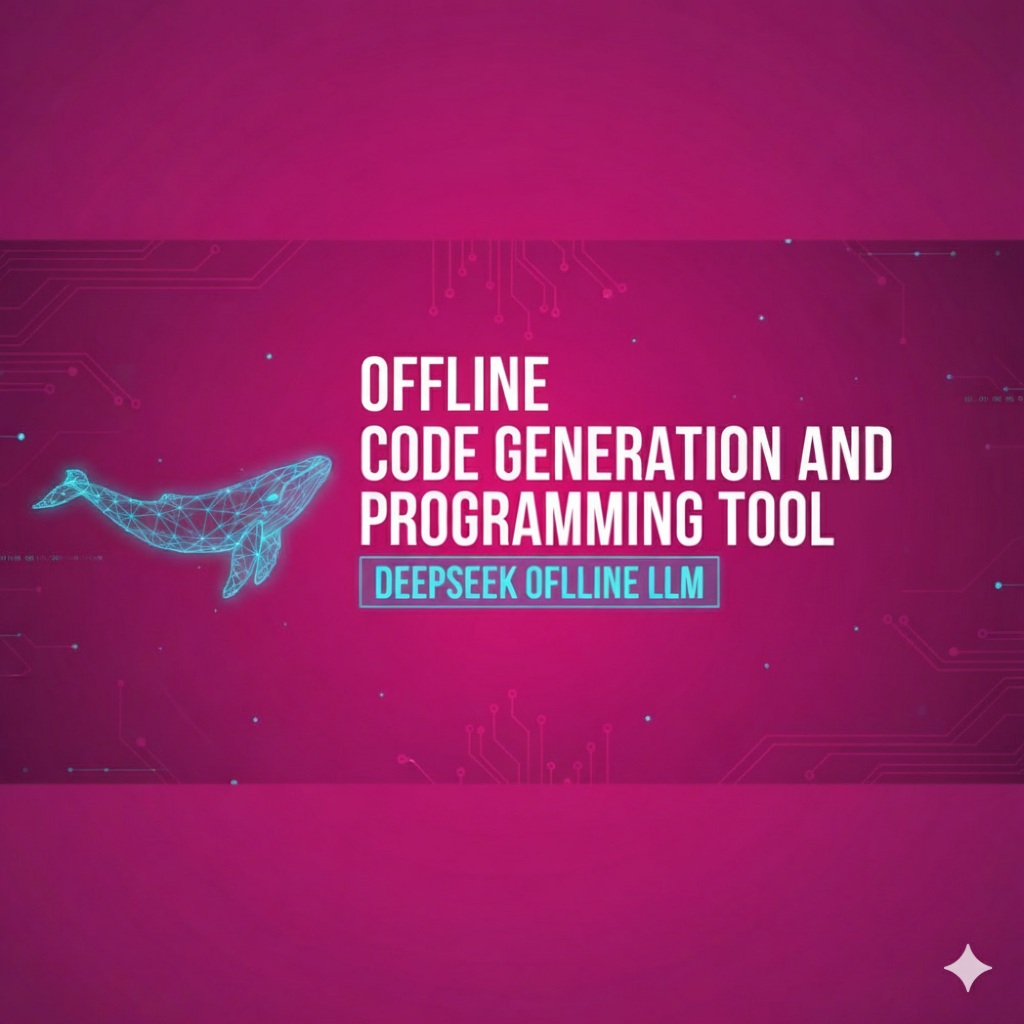 OFFLINE
CODE GENERATION AND
PROGRAMMING TOOL
DEEPSEEK OFLLINE LLM